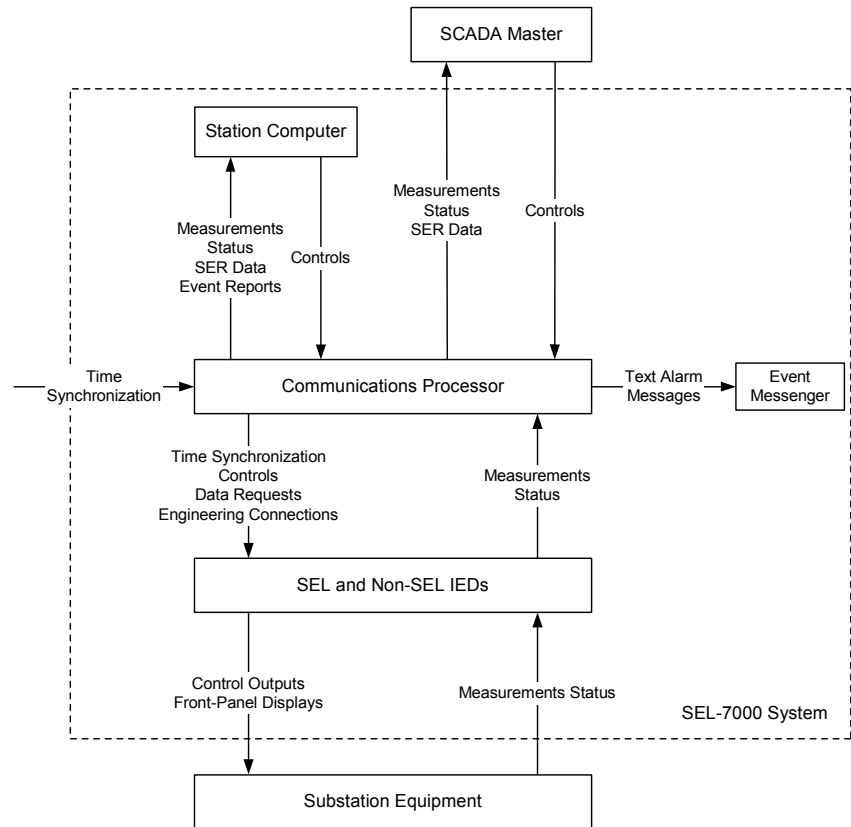 SCADA Master
Station Computer
Measurements
Status
SER Data
Controls
Measurements
Status
SER Data
Event Reports
Controls
Time
Synchronization
Communications Processor
Text Alarm
Messages
Event
Messenger
Time Synchronization
Controls
Data Requests
Engineering Connections
Measurements
Status
SEL and Non-SEL IEDs
Control Outputs
Front-Panel Displays
Measurements Status
SEL-7000 System
Substation Equipment